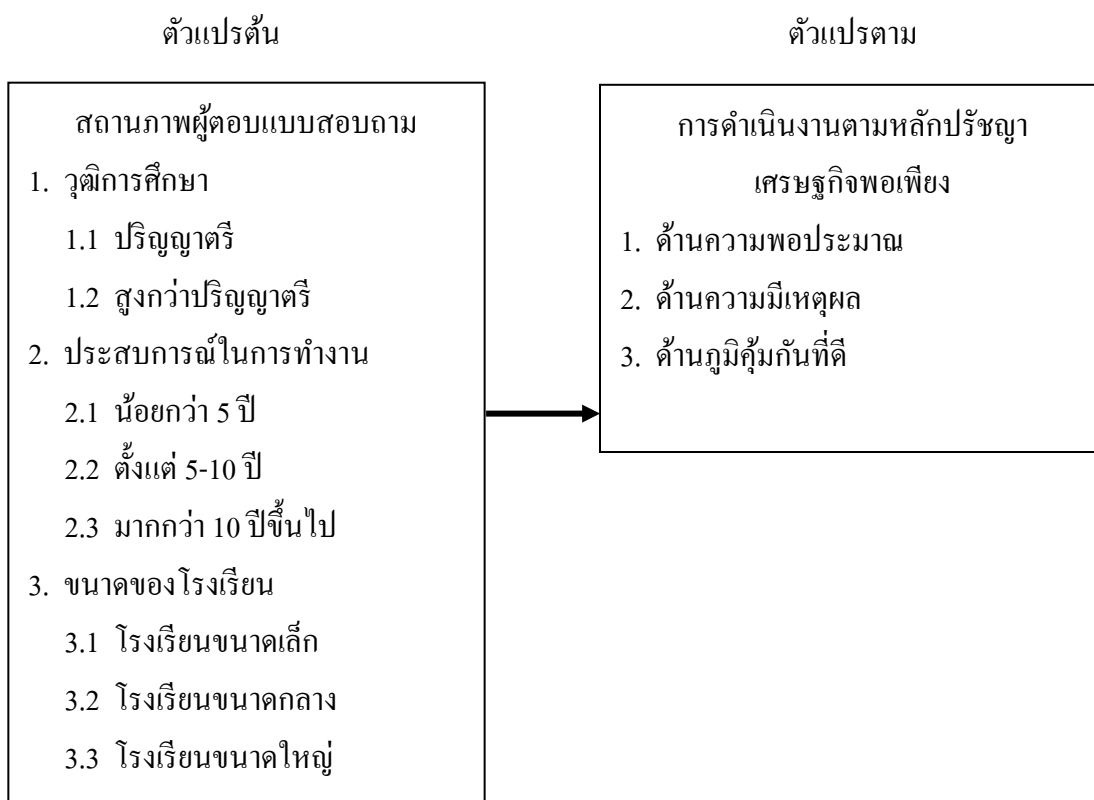 ตัวแปรต้น
ตัวแปรตาม
สถานภาพผู้ตอบแบบสอบถาม
1. วุฒิการศึกษา
1.1 ปริญญาตรี
1.2 สูงกว่าปริญญาตรี
2. ประสบการณ์ในการทำงาน
2.1 น้อยกว่า 5 ปี
2.2 ตั้งแต่ 5-10 ปี
2.3 มากกว่า 10 ปีขึ้นไป
3. ขนาดของโรงเรียน
3.1 โรงเรียนขนาดเล็ก
3.2 โรงเรียนขนาดกลาง
3.3 โรงเรียนขนาดใหญ่
การดำเนินงานตามหลักปรัชญา
เศรษฐกิจพอเพียง
1. ด้านความพอประมาณ
2. ด้านความมีเหตุผล
3. ด้านภูมิคุ้มกันที่ดี